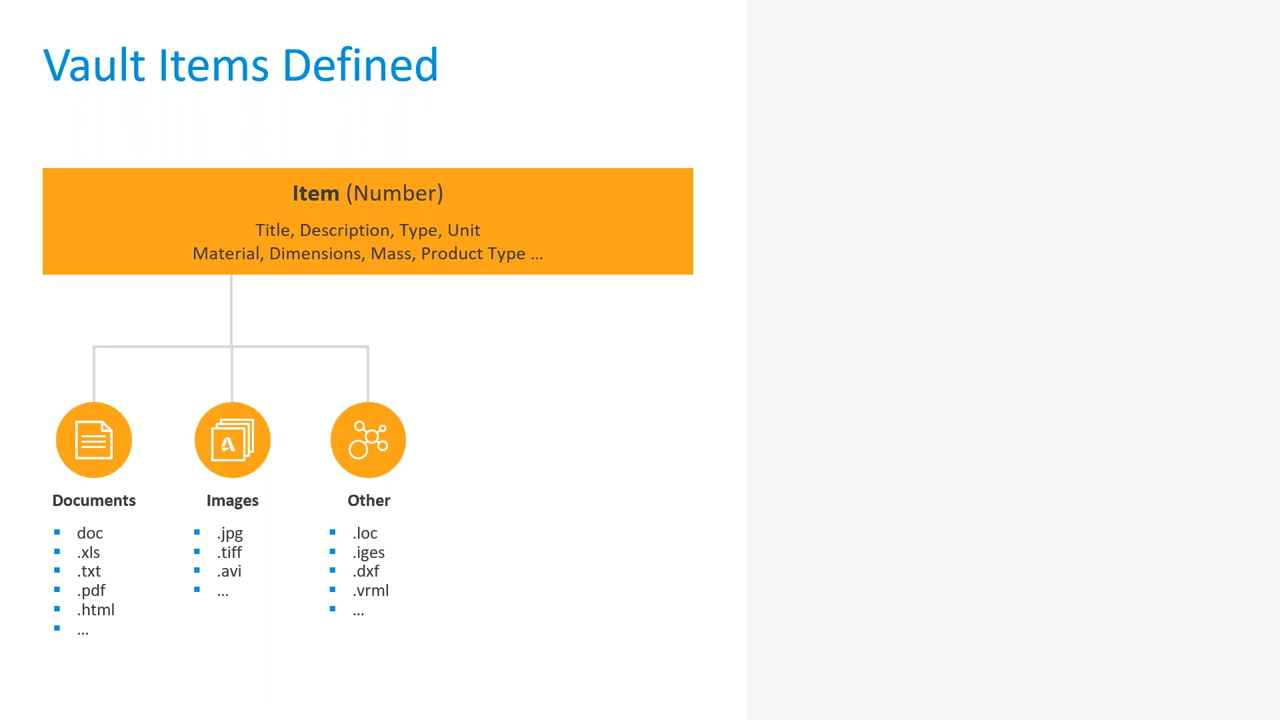 Vault Items Defined
Item (Number)
Title, Description, Type, Unit
Material, Dimensions, Mass, Product Type ...
Documents
doc
.xls
.txt
.pdf
.html
...
Images
.jpg
.tiff
.avi
...
Other
.loc
.iges
.dxf
.vrml
...